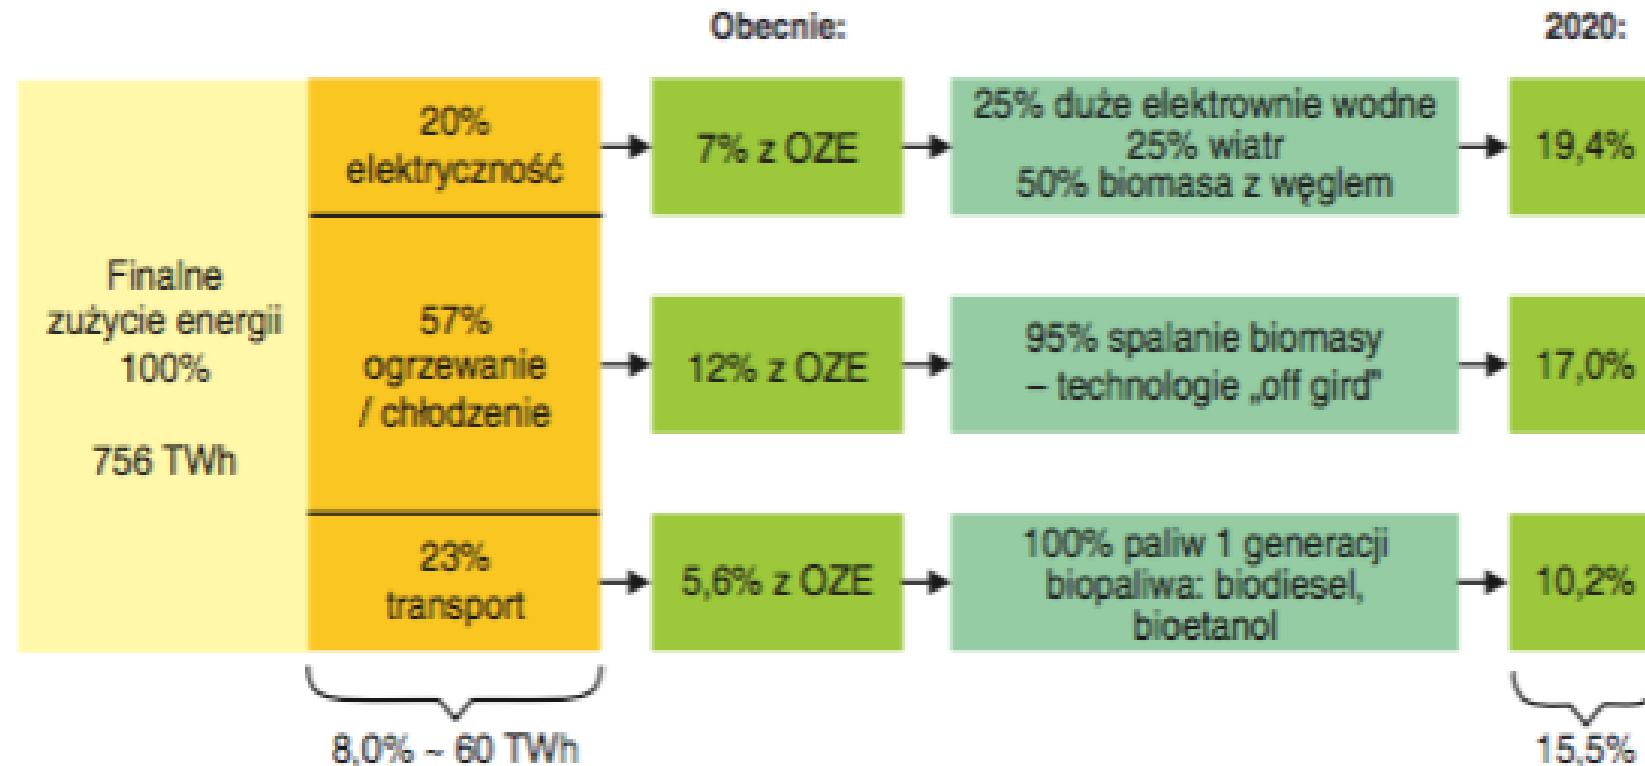 Obecnie:
2020:
20%
elektryczność
7% z OZE
25% duże elektrownie wodne
25% wiatr
50% biomasa z węglem
19,4%
Finalne
zużycie energii
100%
756 TWh
57%
ogrzewanie
/ chłodzenie
12% z OZE
95% spalanie biomasy
– technologie „off gird”
17,0%
23%
transport
5,6% z OZE
100% paliw 1 generacji
biopaliwa: biodiesel,
bioetanol
10,2%
8,0% ~ 60 TWh
15,5%